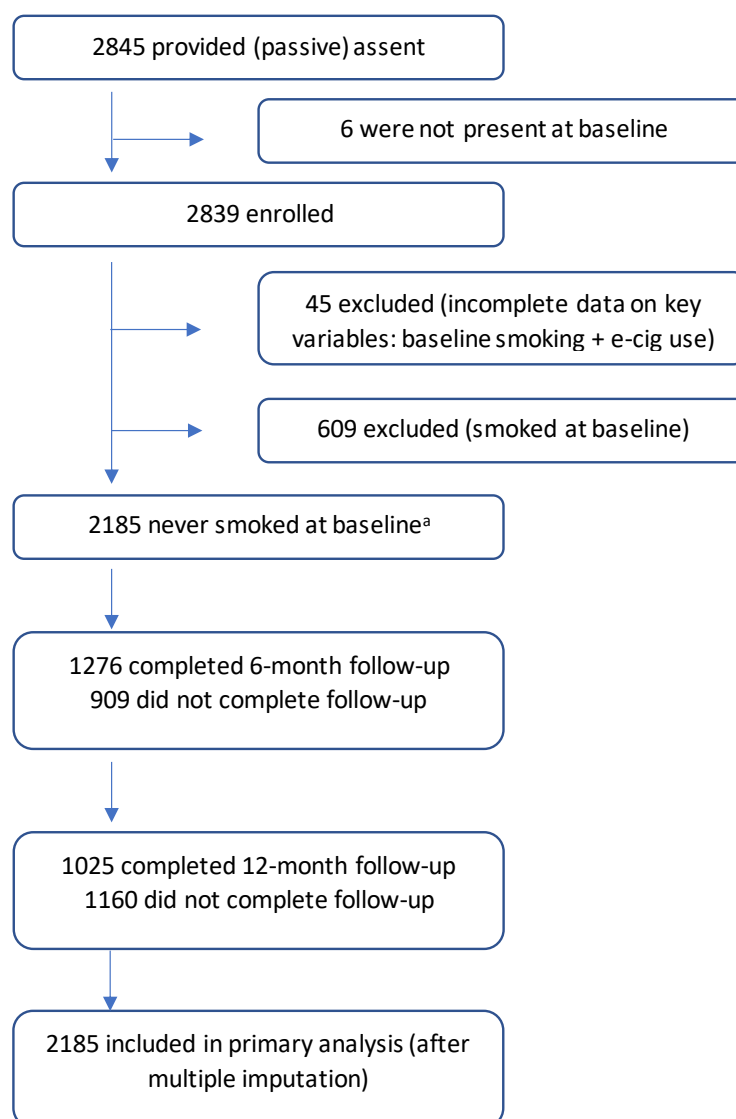 2845 provided (passive) assent
6 were not present at baseline
2839 enrolled
45 excluded (incomplete data on key
variables: baseline smoking + e-cig use)
609 excluded (smoked at baseline)
2185 never smoked at baselineᵃ
1276 completed 6-month follow-up
909 did not complete follow-up
1025 completed 12-month follow-up
1160 did not complete follow-up
2185 included in primary analysis (after
multiple imputation)